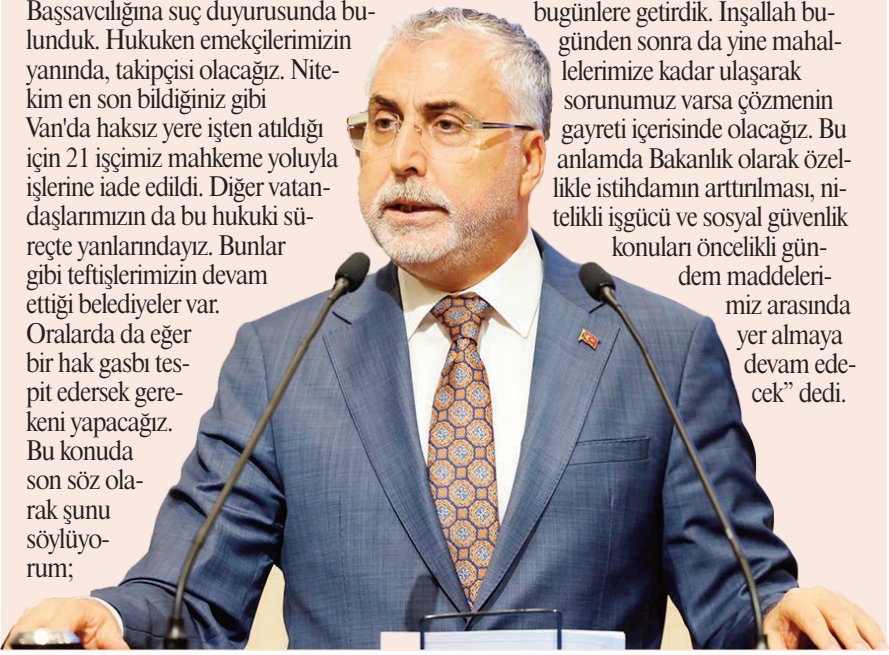 Başsavcılığına suç duyurusunda bu-
lunduk. Hukuken emekçilerimizin
yanında, takipçisi olacağız. Nite-
kim en son bildiğiniz gibi
Van'da haksız yere işten atıldığı
için 21 işçimiz mahkeme yoluyla
işlerine iade edildi. Diğer vatan-
daşlarımızın da bu hukuki sü-
reçte yanlarındayız. Bunlar
gibi teftişlerimizin devam
ettiği belediyeler var.
Oralarda da eğer
bir hak gasbı tes-
pit edersek gere-
keni yapacağız.
Bu konuda
son söz ola-
rak şunu
söylüyo-
rum;
bugünlere getirdik. İnşallah bu-
günden sonra da yine mahal-
lelerimize kadar ulaşarak
sorunumuz varsa çözmenin
gayreti içerisinde olacağız. Bu
anlamda Bakanlık olarak özel-
likle istihdamın arttırılması, ni-
telikli işgücü ve sosyal güvenlik
konuları öncelikli gün-
dem maddeleri-
miz arasında
yer almaya
devam ede-
cek” dedi.